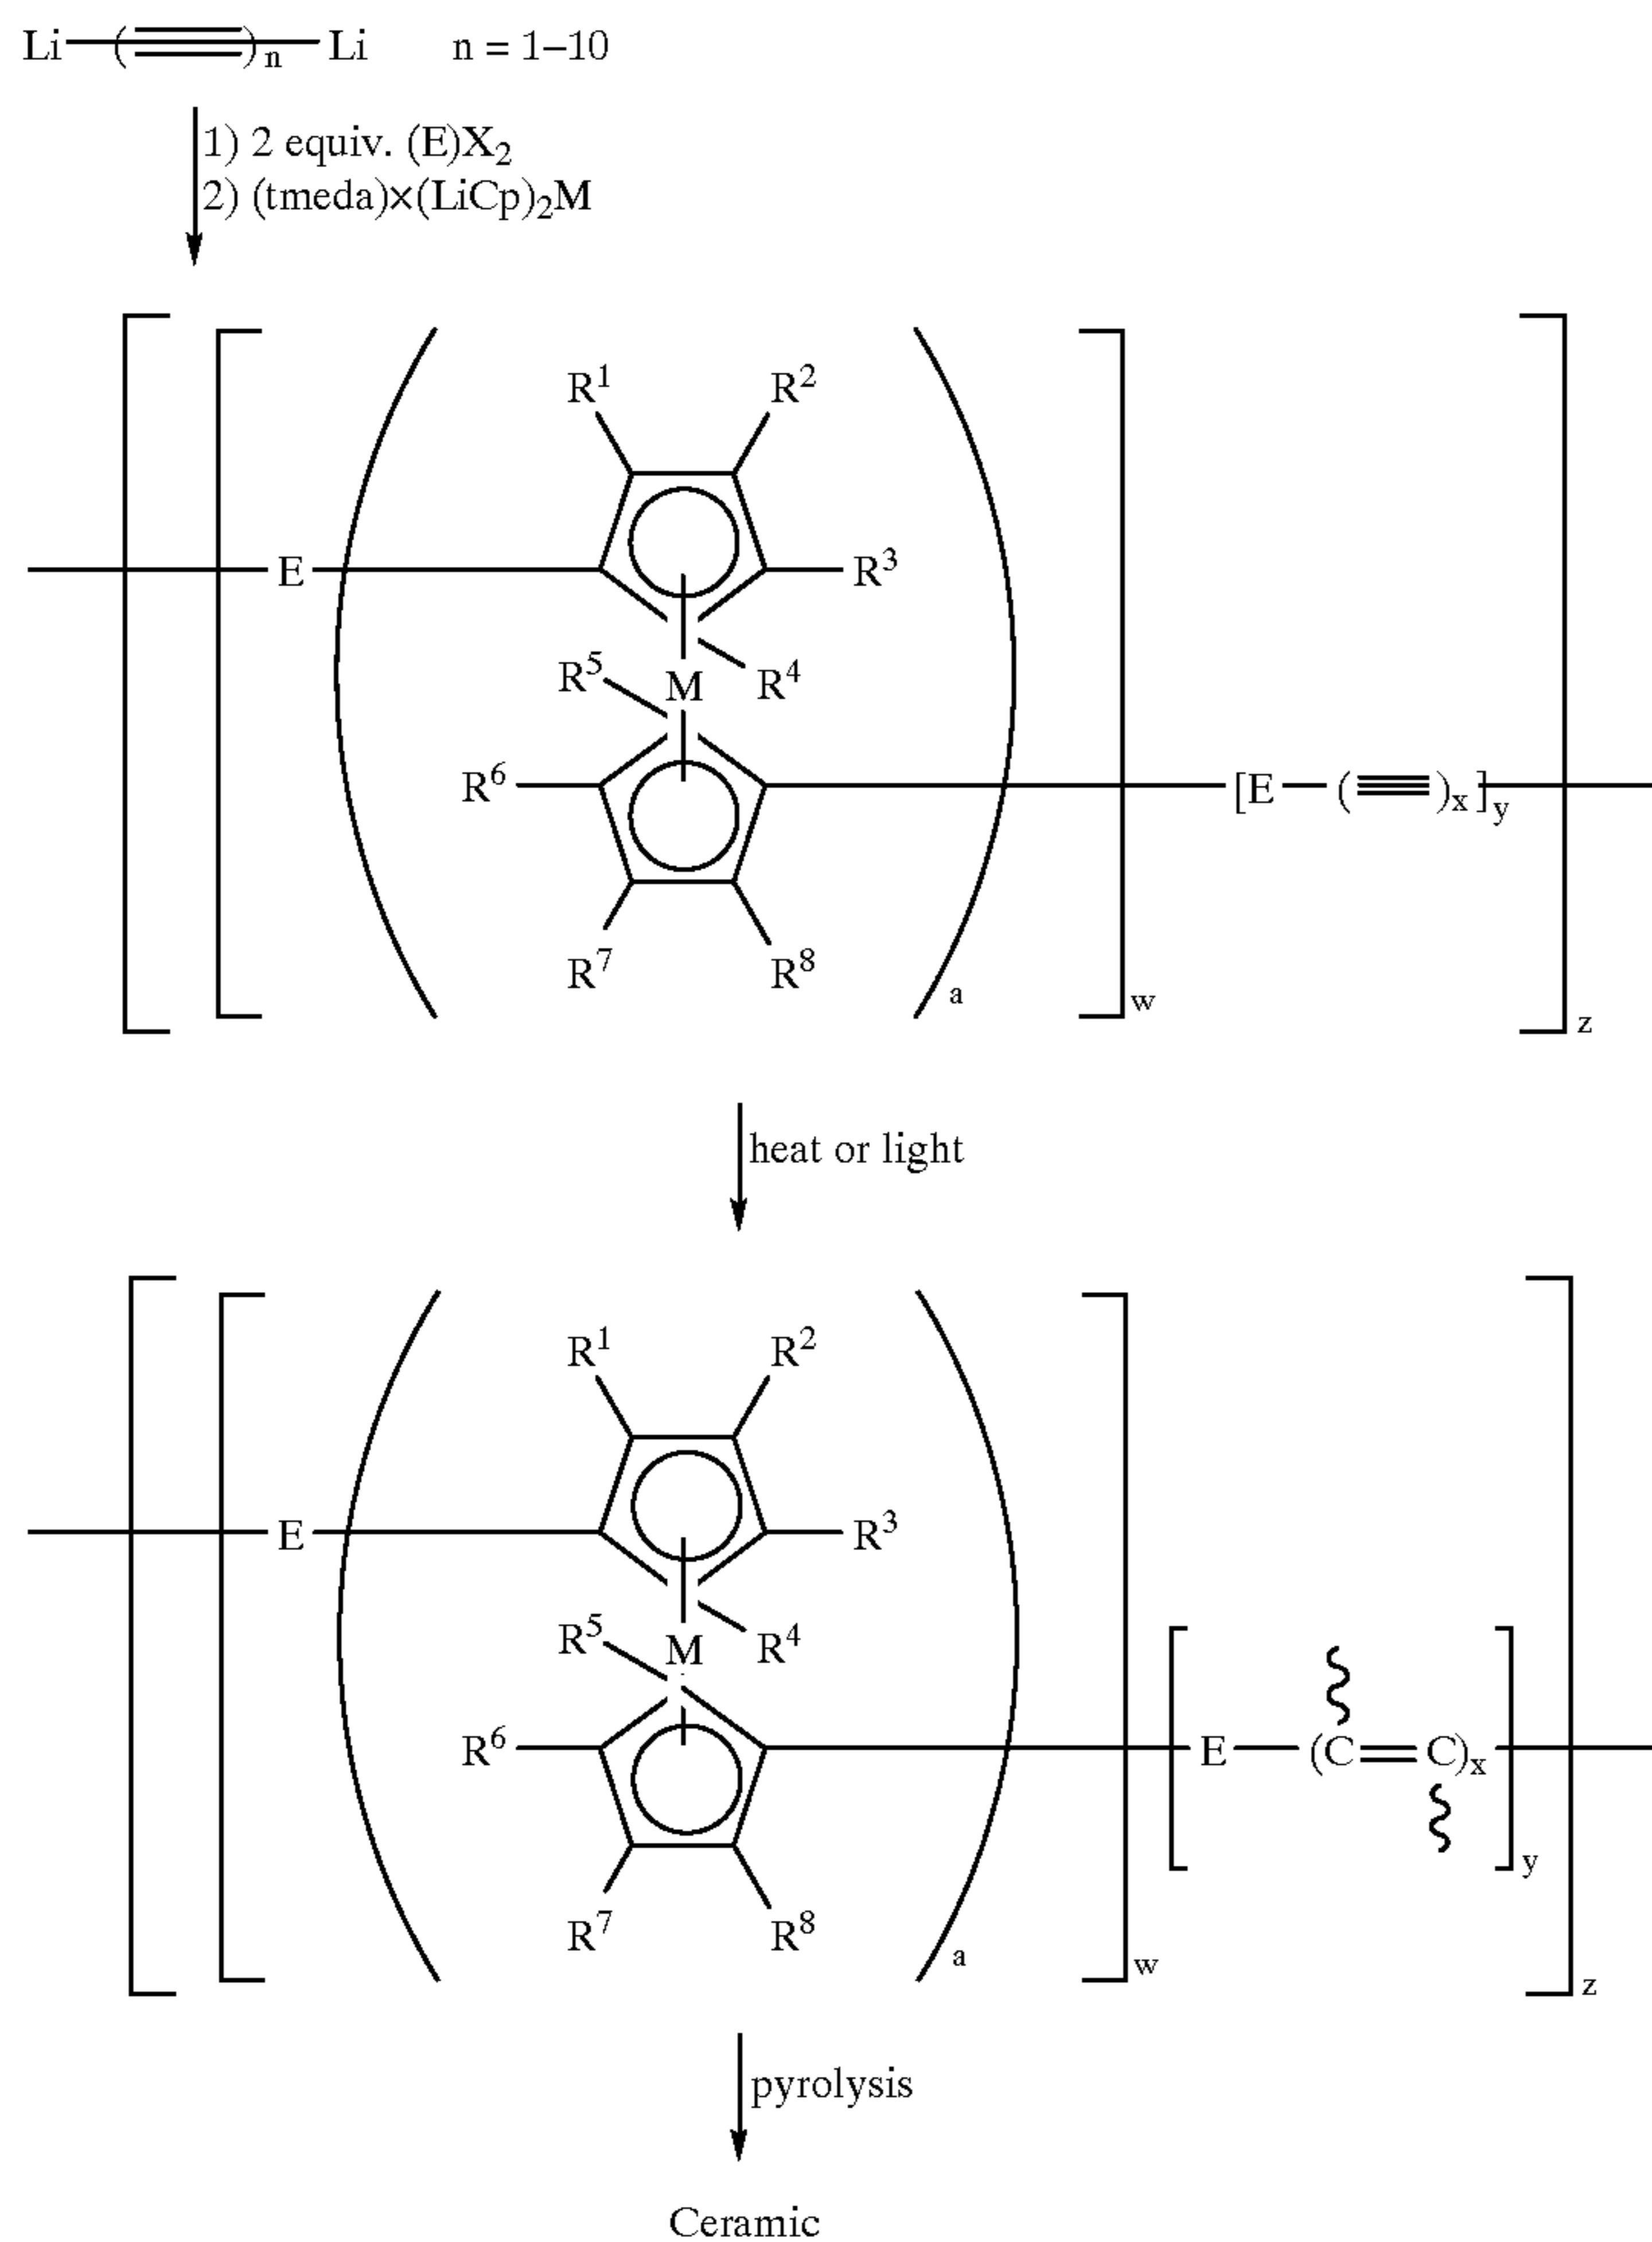 Li—(≡)n—Li n = 1–10
1) 2 equiv. (E)X2
2) (tmeda)×(LiCp)2M
R1 R2
E R3
R5 M R4
R6 [E—(≡)x]y
R7 R8
a w z
heat or light
R1 R2
E R3
R5 M R4
R6 E—(C=C)x
y
R7 R8
a w z
pyrolysis
Ceramic